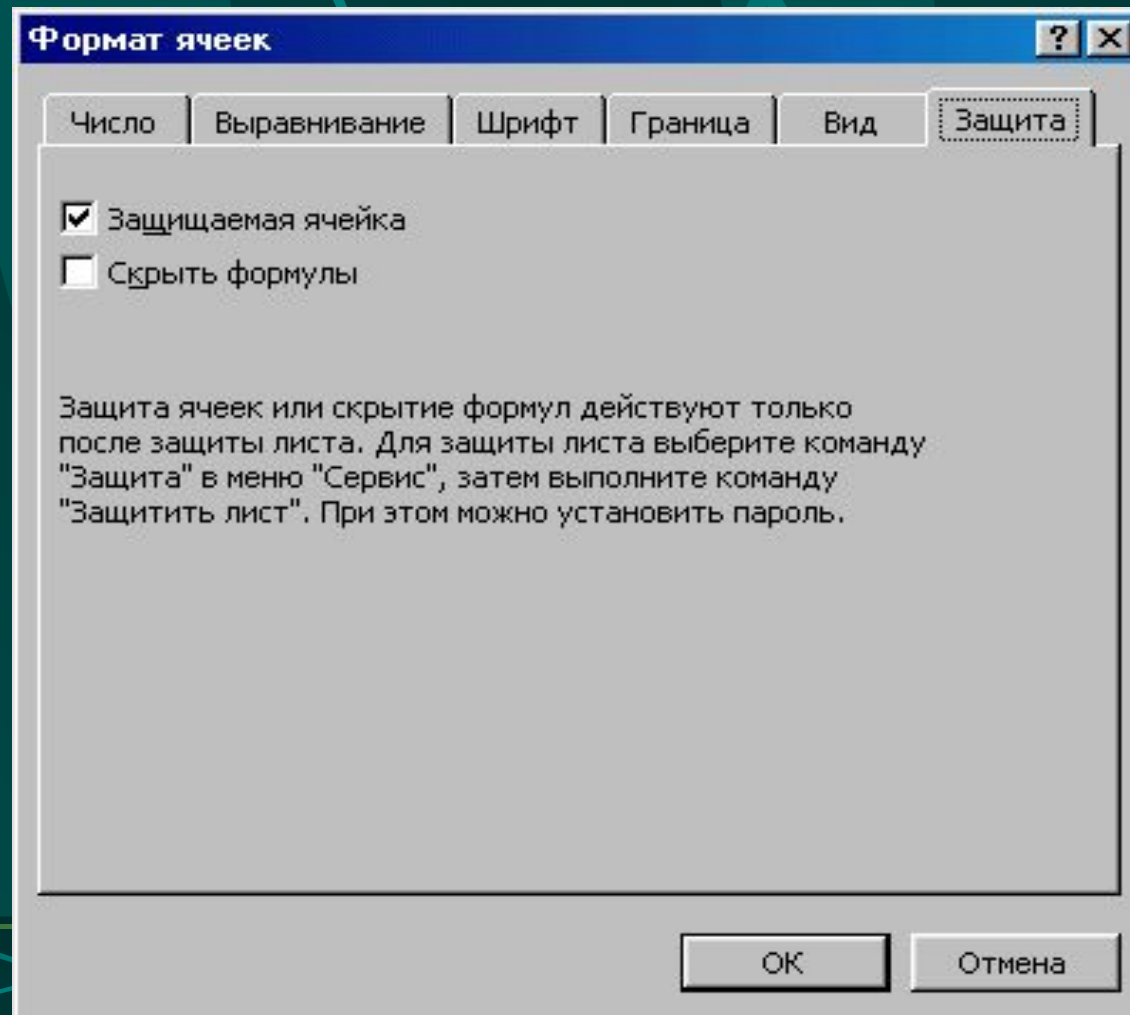 Формат ячеек
Число Выравнивание Шрифт Граница Вид Защита
Защищаемая ячейка
Скрыть формулы
Защита ячеек или скрытие формул действуют только
после защиты листа. Для защиты листа выберите команду
"Защита" в меню "Сервис", затем выполните команду
"Защитить лист". При этом можно установить пароль.
ОК Отмена